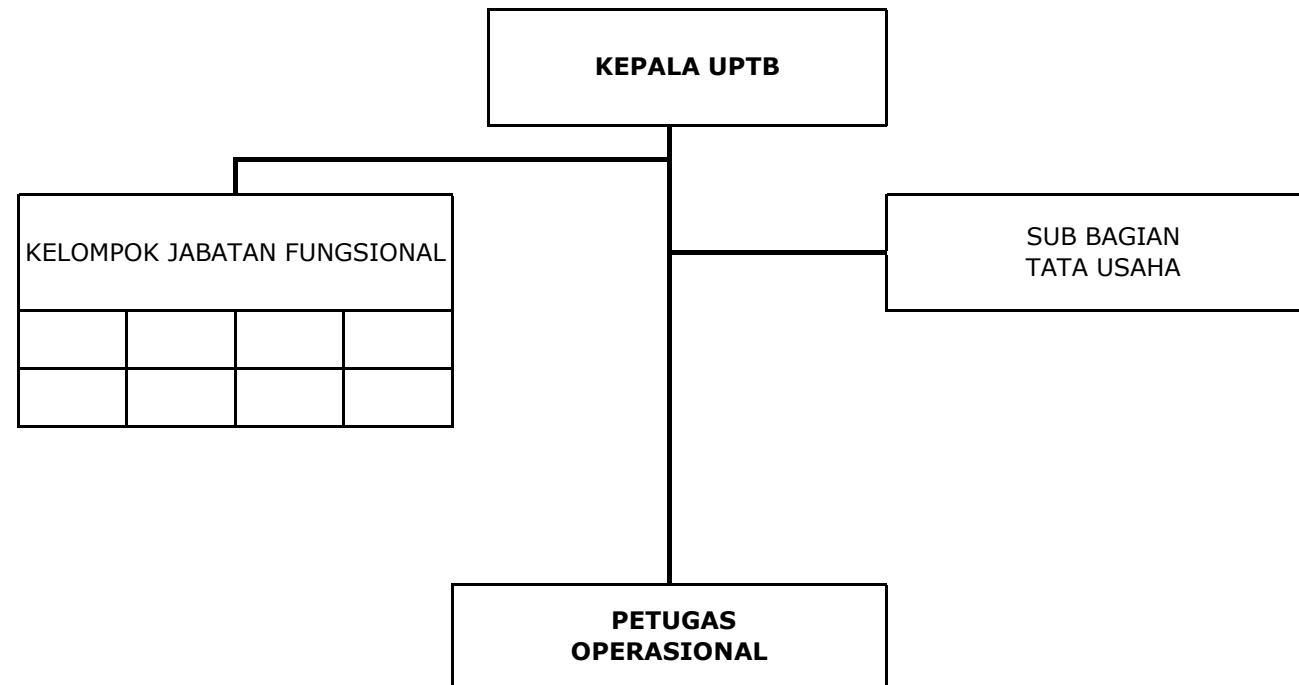 KEPALA UPTB
KELOMPOK JABATAN FUNGSIONAL
SUB BAGIAN
TATA USAHA
PETUGAS
OPERASIONAL